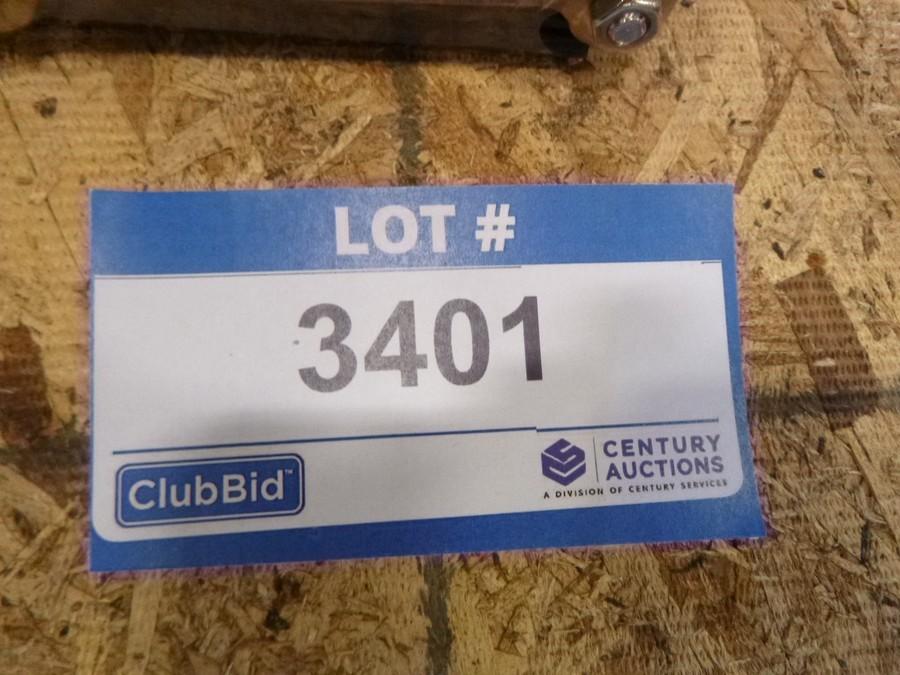 LOT #
3401
ClubBid™
CENTURY
AUCTIONS
A DIVISION OF CENTURY SERVICES